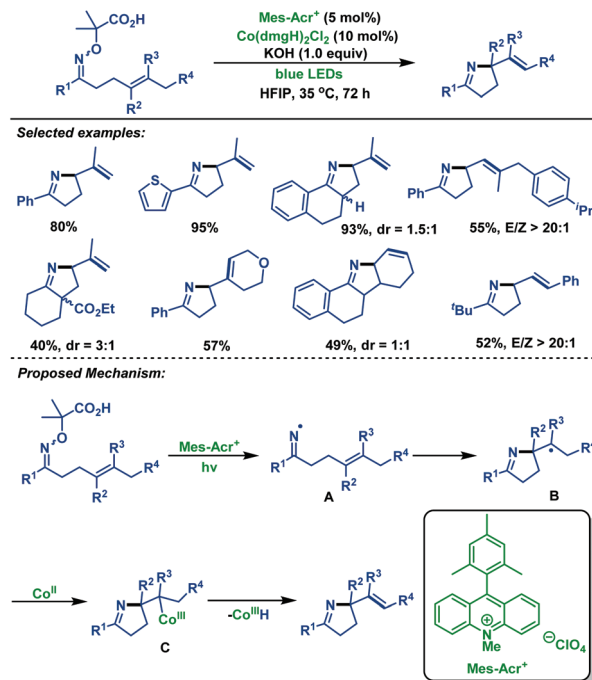 Mes-Acr⁺ (5 mol%)
Co(dmgH)₂Cl₂ (10 mol%)
KOH (1.0 equiv)
blue LEDs
HFIP, 35 °C, 72 h
CO₂H
O
N
R³
R⁴
R¹
R²
R² R³
N
R⁴
R¹
Selected examples:
N
Ph
80%
S
N
95%
N
H
93%, dr = 1.5:1
N
Ph
ⁱPr
55%, E/Z > 20:1
N
CO₂Et
40%, dr = 3:1
O
N
Ph
57%
N
49%, dr = 1:1
N
Ph
tBu
52%, E/Z > 20:1
Proposed Mechanism:
CO₂H
O
N
R³
R⁴
R¹
R²
Mes-Acr⁺
hv
N
R³
R⁴
R¹
R²
A
R² R³
N
R¹
B
Coᴵᴵ
R² R³
R⁴
N
Coᴵᴵᴵ
R¹
C
-CoᴵᴵᴵH
R² R³
N
R⁴
R¹
N
Me
ClO₄
Mes-Acr⁺